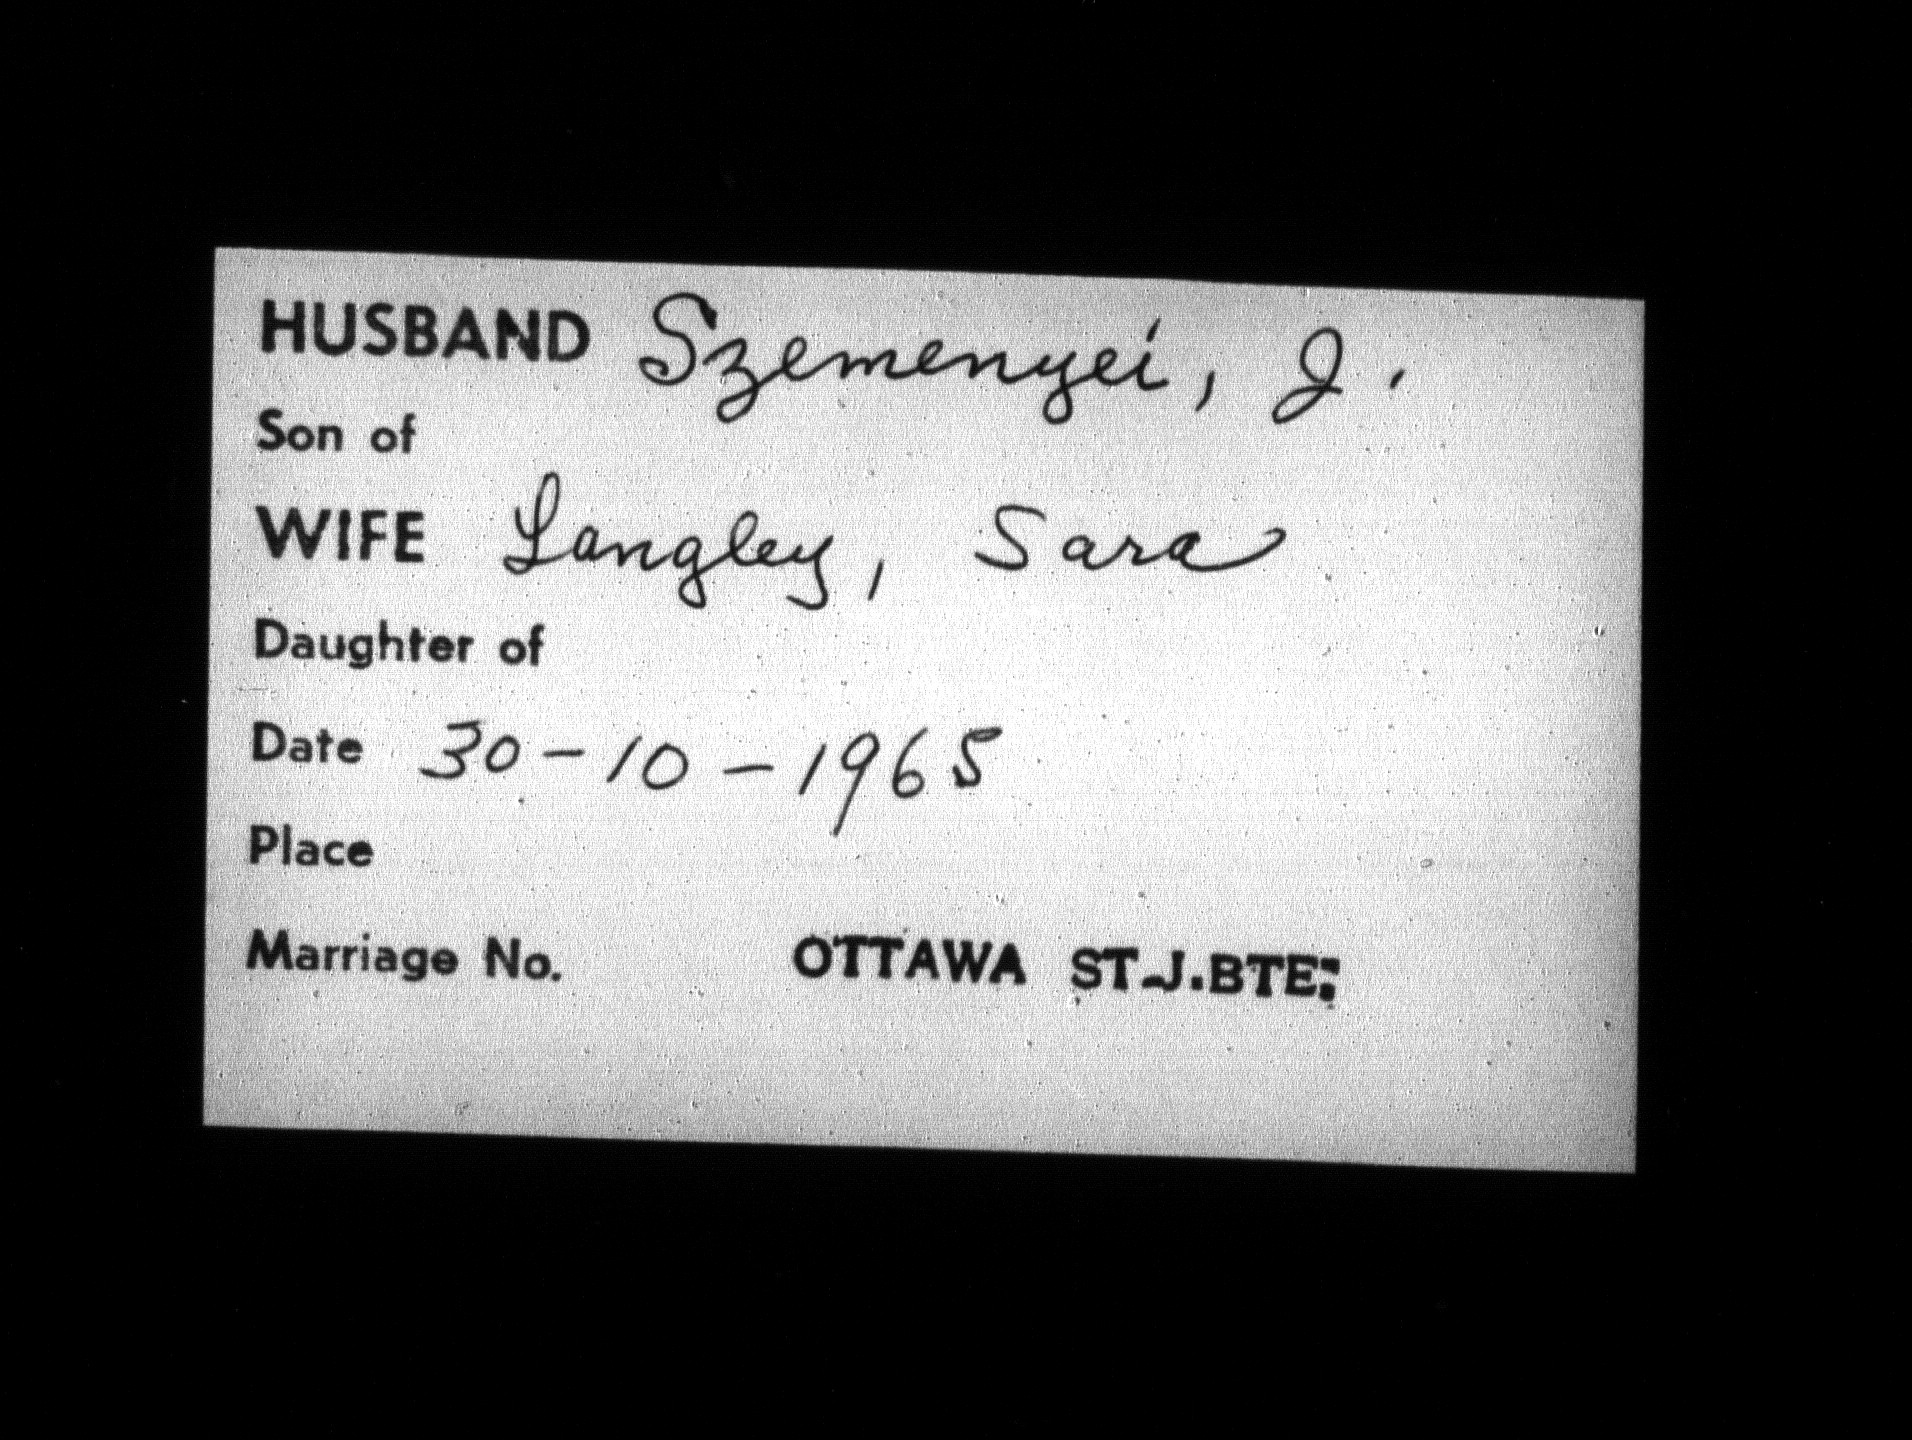 HUSBAND Szemenyei, J.
Son of
WIFE Langley, Sara
Daughter of
Date 30-10-1965
Place
Marriage No. OTTAWA ST-J.BTE: